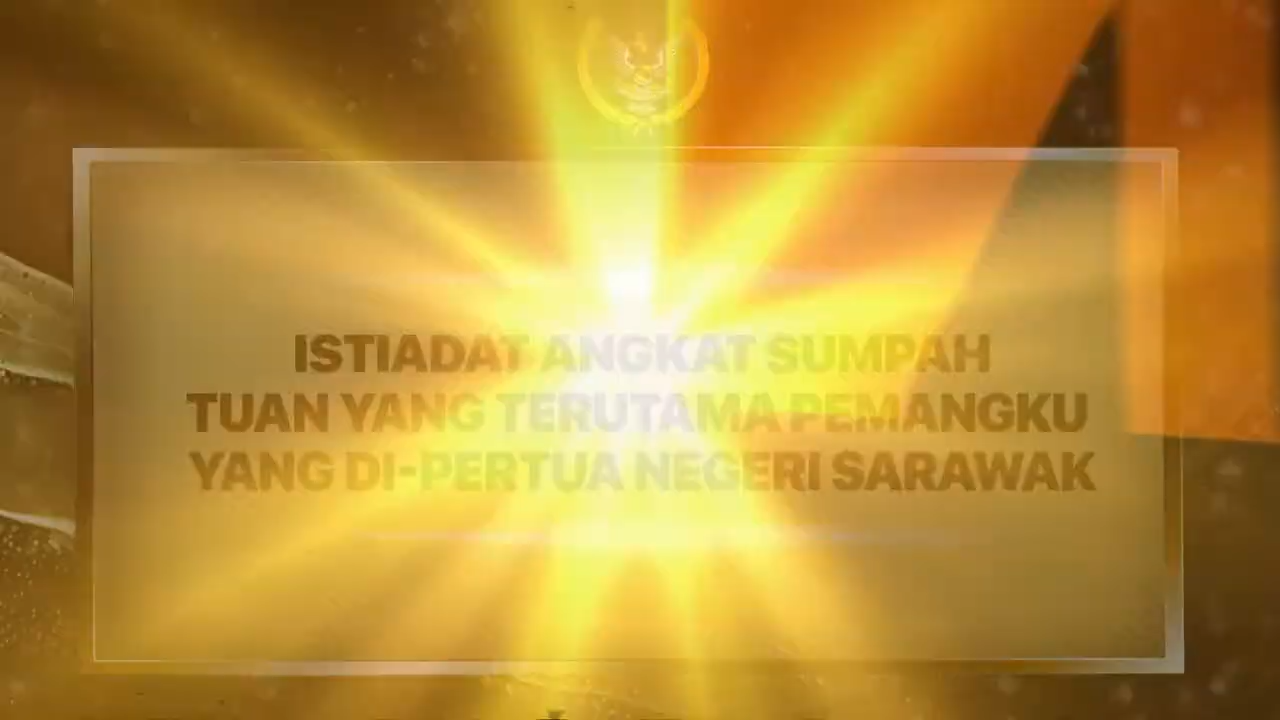 ISTIADAT ANGKAT SUMPAH
TUAN YANG TERUTAMA PEMANGKU
YANG DI-PERTUA NEGERI SARAWAK